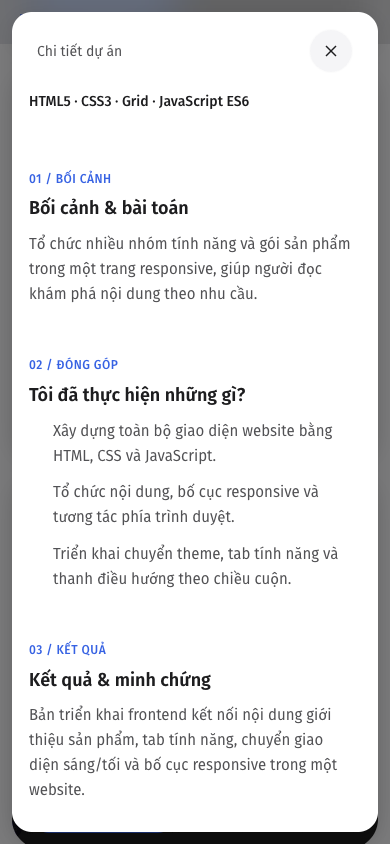 Chi tiết dự án
HTML5 · CSS3 · Grid · JavaScript ES6
01 / BỐI CẢNH
Bối cảnh & bài toán
Tổ chức nhiều nhóm tính năng và gói sản phẩm
trong một trang responsive, giúp người đọc
khám phá nội dung theo nhu cầu.
02 / ĐÓNG GÓP
Tôi đã thực hiện những gì?
Xây dựng toàn bộ giao diện website bằng
HTML, CSS và JavaScript.
Tổ chức nội dung, bố cục responsive và
tương tác phía trình duyệt.
Triển khai chuyển theme, tab tính năng và
thanh điều hướng theo chiều cuộn.
03 / KẾT QUẢ
Kết quả & minh chứng
Bản triển khai frontend kết nối nội dung giới
thiệu sản phẩm, tab tính năng, chuyển giao
diện sáng/tối và bố cục responsive trong một
website.